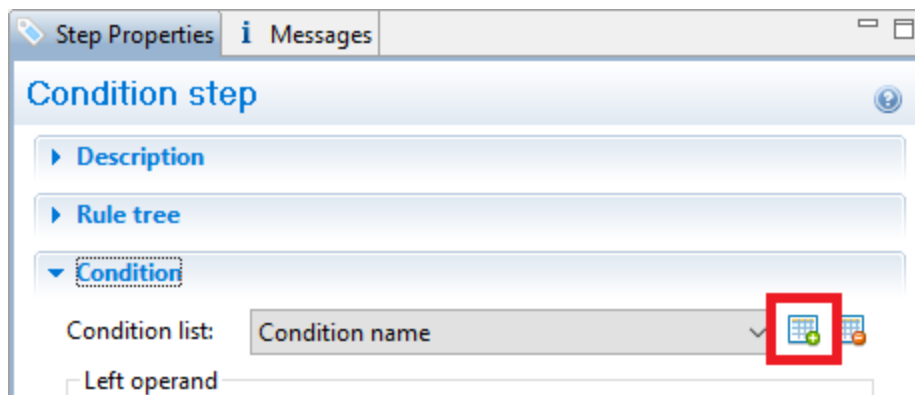 Step Properties
i Messages
Condition step
Description
Rule tree
Condition
Condition list: Condition name
Left operand